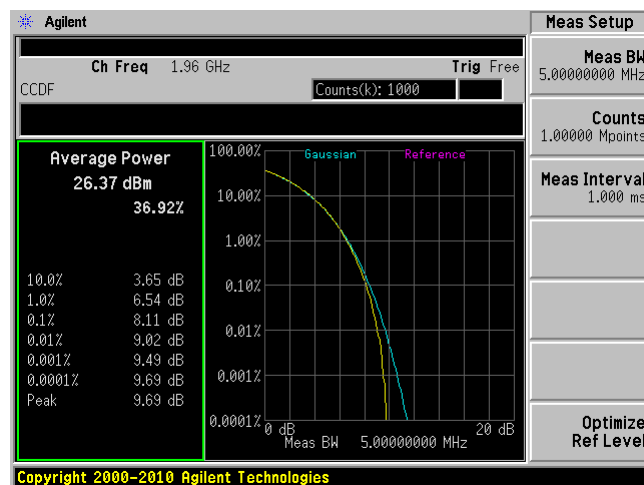 Agilent
Meas Setup
Ch Freq 1.96 GHz Trig Free
CCDF Counts(k): 1000
Meas BW
5.00000000 MHz
Counts
1.00000 Mpoints
Meas Interval
1.000 ms
Optimize
Ref Level
Average Power
26.37 dBm
36.92%
10.0% 3.65 dB
1.0% 6.54 dB
0.1% 8.11 dB
0.01% 9.02 dB
0.001% 9.49 dB
0.0001% 9.69 dB
Peak 9.69 dB
Gaussian Reference
100.00%
10.00%
1.00%
0.10%
0.01%
0.001%
0.0001%
0 dB 20 dB
Meas BW 5.00000000 MHz
Copyright 2000-2010 Agilent Technologies